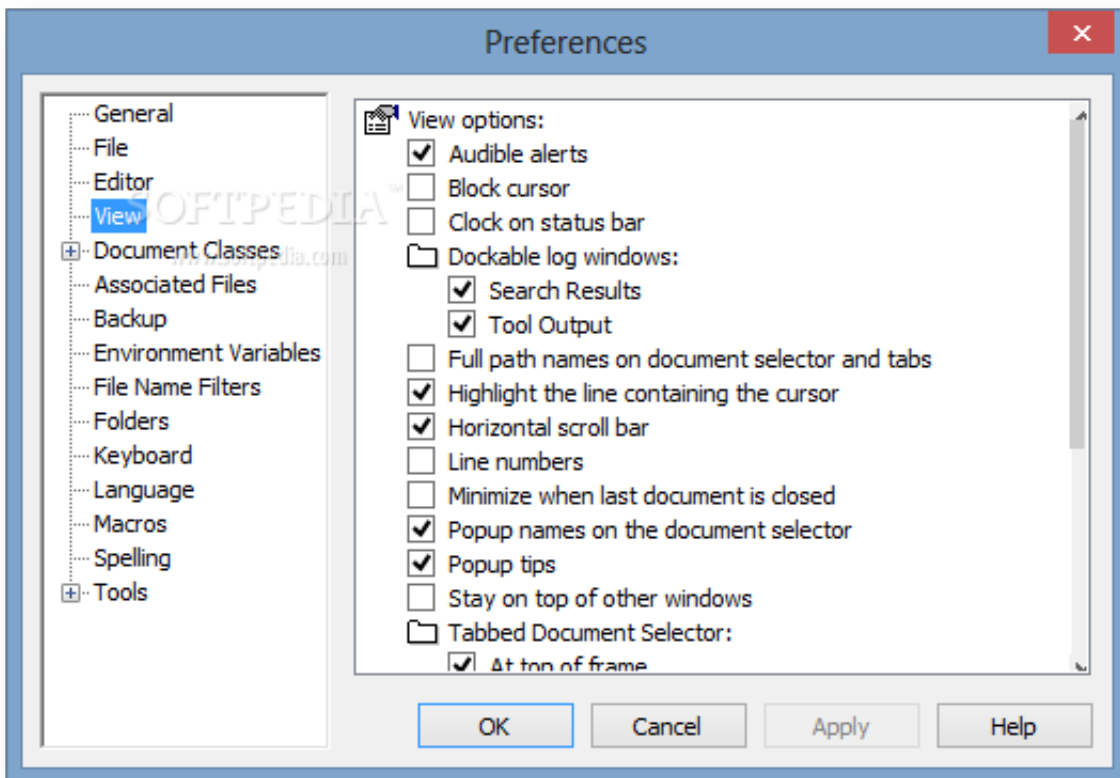 Preferences
General
File
Editor
View
Document Classes
Associated Files
Backup
Environment Variables
File Name Filters
Folders
Keyboard
Language
Macros
Spelling
Tools
SOFTPEDIA™
www.softpedia.com
View options:
Audible alerts
Block cursor
Clock on status bar
Dockable log windows:
Search Results
Tool Output
Full path names on document selector and tabs
Highlight the line containing the cursor
Horizontal scroll bar
Line numbers
Minimize when last document is closed
Popup names on the document selector
Popup tips
Stay on top of other windows
Tabbed Document Selector:
At top of frame
OK
Cancel
Apply
Help